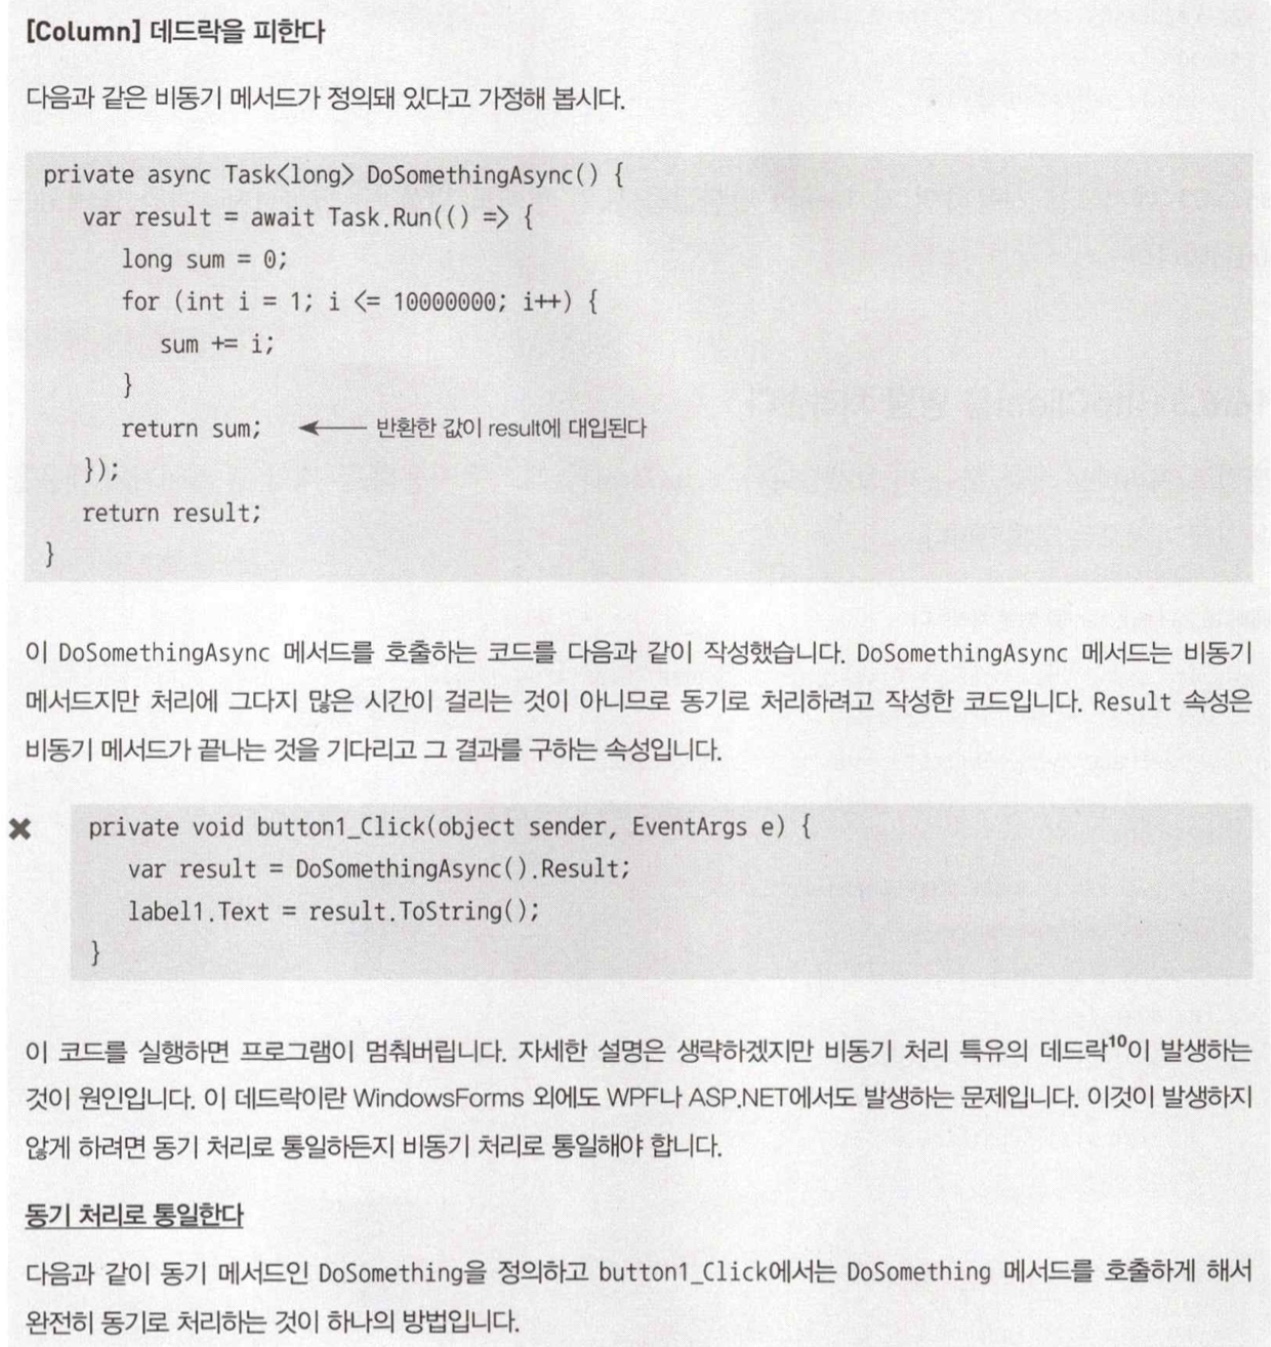 [Column] 데드락을 피한다
다음과 같은 비동기 메서드가 정의돼 있다고 가정해 봅시다.
private async Task<long> DoSomethingAsync() {
var result = await Task.Run(() => {
long sum = 0;
for (int i = 1; i <= 10000000; i++) {
sum += i;
}
return sum; ← 반환한 값이 result에 대입된다
});
return result;
}
이 DoSomethingAsync 메서드를 호출하는 코드를 다음과 같이 작성했습니다. DoSomethingAsync 메서드는 비동기
메서드지만 처리에 그다지 많은 시간이 걸리는 것이 아니므로 동기로 처리하려고 작성한 코드입니다. Result 속성은
비동기 메서드가 끝나는 것을 기다리고 그 결과를 구하는 속성입니다.
✖ private void button1_Click(object sender, EventArgs e) {
var result = DoSomethingAsync().Result;
label1.Text = result.ToString();
}
이 코드를 실행하면 프로그램이 멈춰버립니다. 자세한 설명은 생략하겠지만 비동기 처리 특유의 데드락10이 발생하는
것이 원인입니다. 이 데드락이란 WindowsForms 외에도 WPF나 ASP.NET에서도 발생하는 문제입니다. 이것이 발생하지
않게 하려면 동기 처리로 통일하든지 비동기 처리로 통일해야 합니다.
동기 처리로 통일한다
다음과 같이 동기 메서드인 DoSomething을 정의하고 button1_Click에서는 DoSomething 메서드를 호출하게 해서
완전히 동기로 처리하는 것이 하나의 방법입니다.